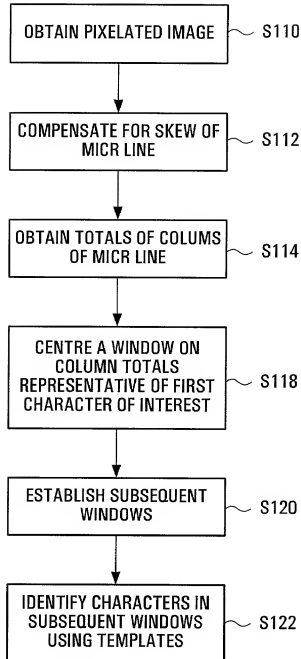 OBTAIN PIXELATED IMAGE
S110
COMPENSATE FOR SKEW OF
MICR LINE
S112
OBTAIN TOTALS OF COLUMS
OF MICR LINE
S114
CENTRE A WINDOW ON
COLUMN TOTALS
REPRESENTATIVE OF FIRST
CHARACTER OF INTEREST
S118
ESTABLISH SUBSEQUENT
WINDOWS
S120
IDENTIFY CHARACTERS IN
SUBSEQUENT WINDOWS
USING TEMPLATES
S122